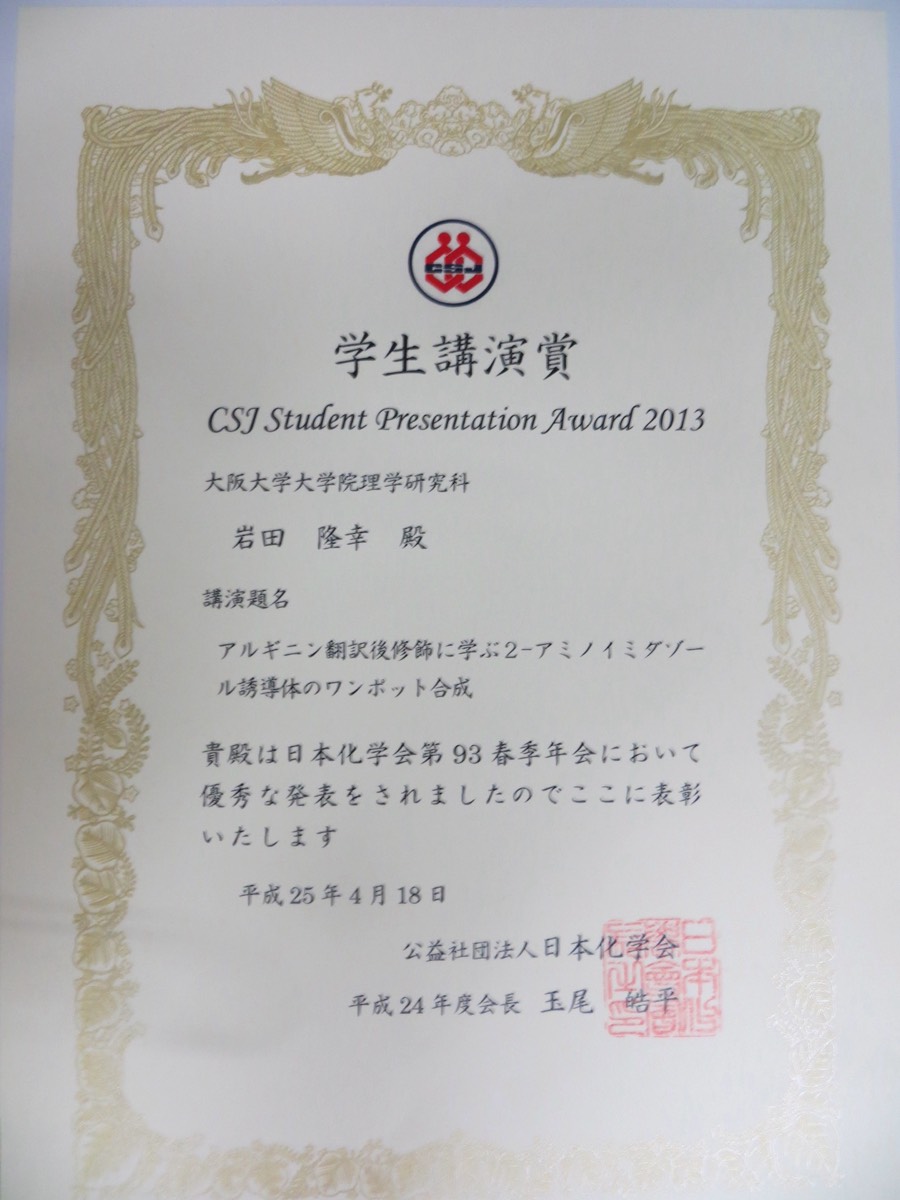 CSJ
学生講演賞
CSJ Student Presentation Award 2013
大阪大学大学院理学研究科
岩田 隆幸 殿
講演題名
アルギニン翻訳後修飾に学ぶ2-アミノイミダゾー
ル誘導体のワンポット合成
貴殿は日本化学会第93春季年会において
優秀な発表をされましたのでここに表彰
いたします
平成25年4月18日
公益社団法人日本化学会
平成24年度会長 玉尾 皓平